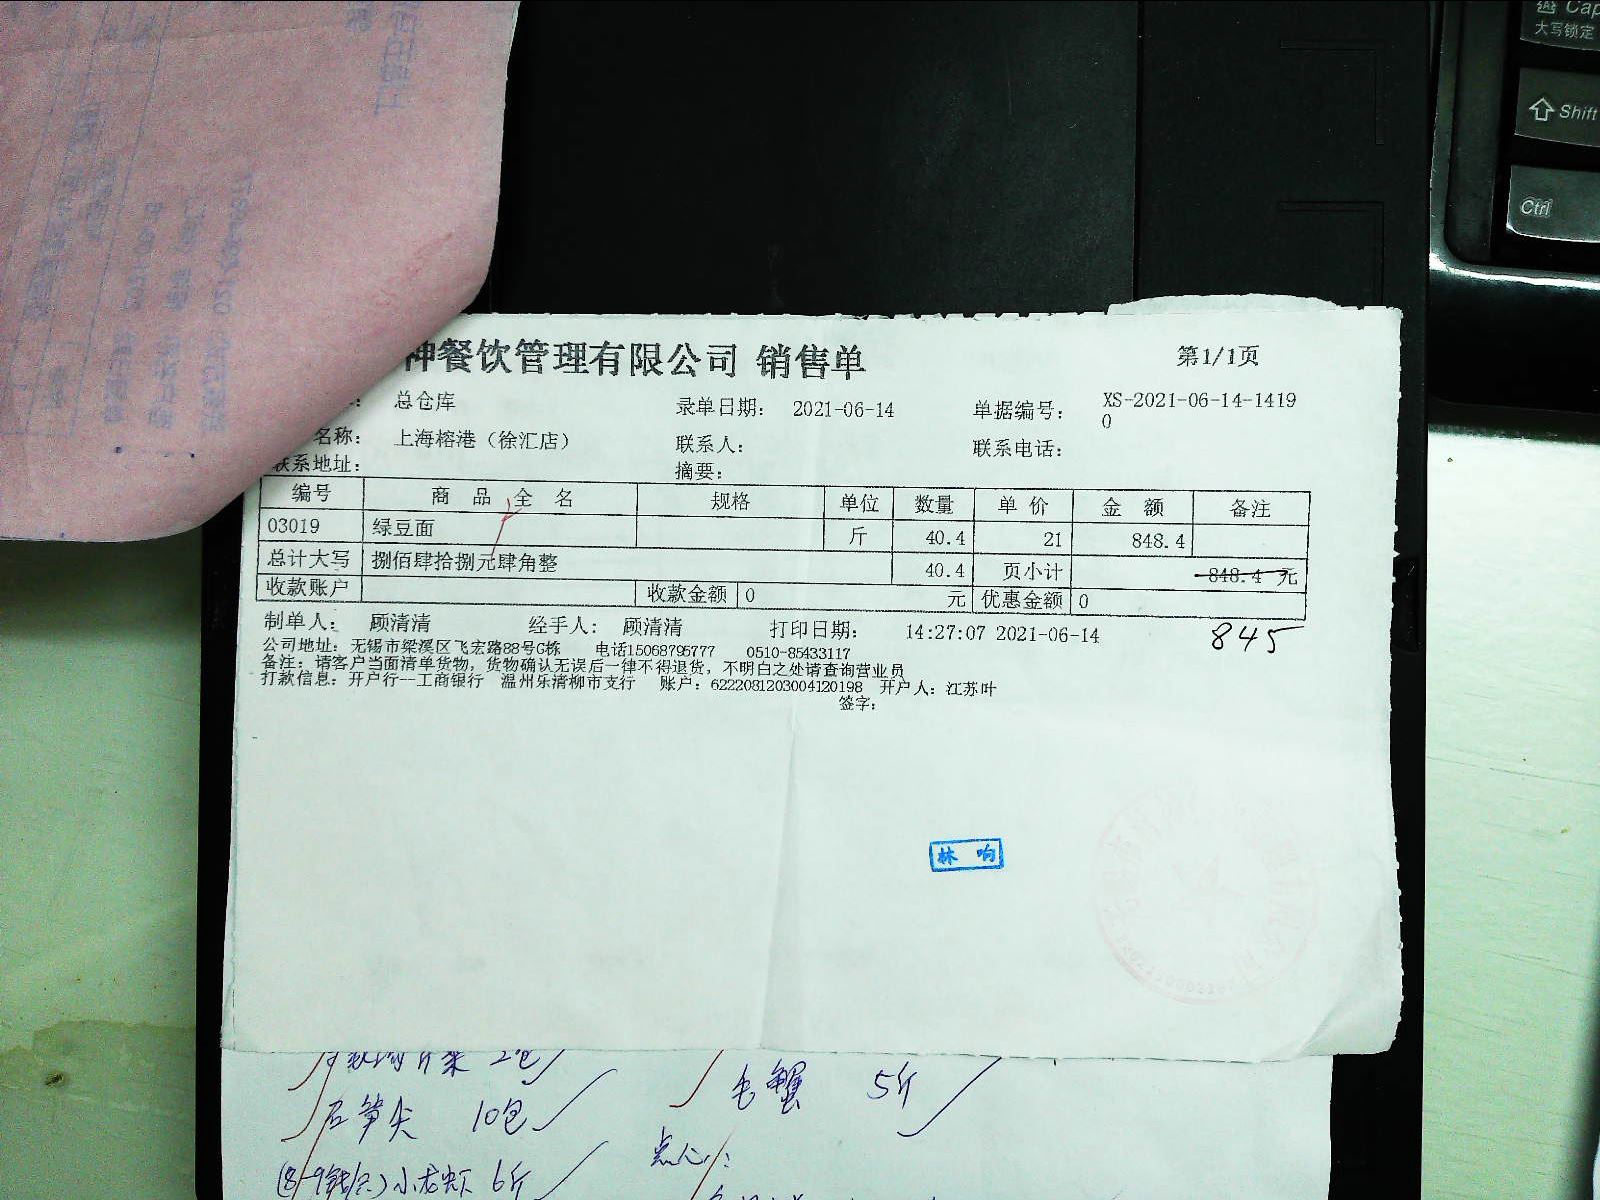 神餐饮管理有限公司 销售单 第1/1页
总仓库 录单日期： 2021-06-14 单据编号： XS-2021-06-14-1419
0
名称： 上海榕港（徐汇店） 联系人： 联系电话：
联系地址： 摘要：
编号 商 品 全 名 规格 单位 数量 单 价 金 额 备注
03019 绿豆面 斤 40.4 21 848.4
总计大写 捌佰肆拾捌元肆角整 40.4 页小计 848.4 元
收款账户 收款金额 0 元 优惠金额 0
制单人： 顾清清 经手人： 顾清清 打印日期： 14:27:07 2021-06-14 845
公司地址：无锡市梁溪区飞宏路88号G栋 电话15068795777 0510-85433117
备注：请客户当面清单货物，货物确认无误后一律不得退货，不明白之处请查询营业员
打款信息：开户行--工商银行 温州乐清柳市支行 账户：6222081203004120198 开户人：江苏叶
签字：
林 响
2包
毛蟹 5斤
石笋尖 10包
点心：
小龙虾 6斤
Cap
大写锁定
Shift
Ctrl